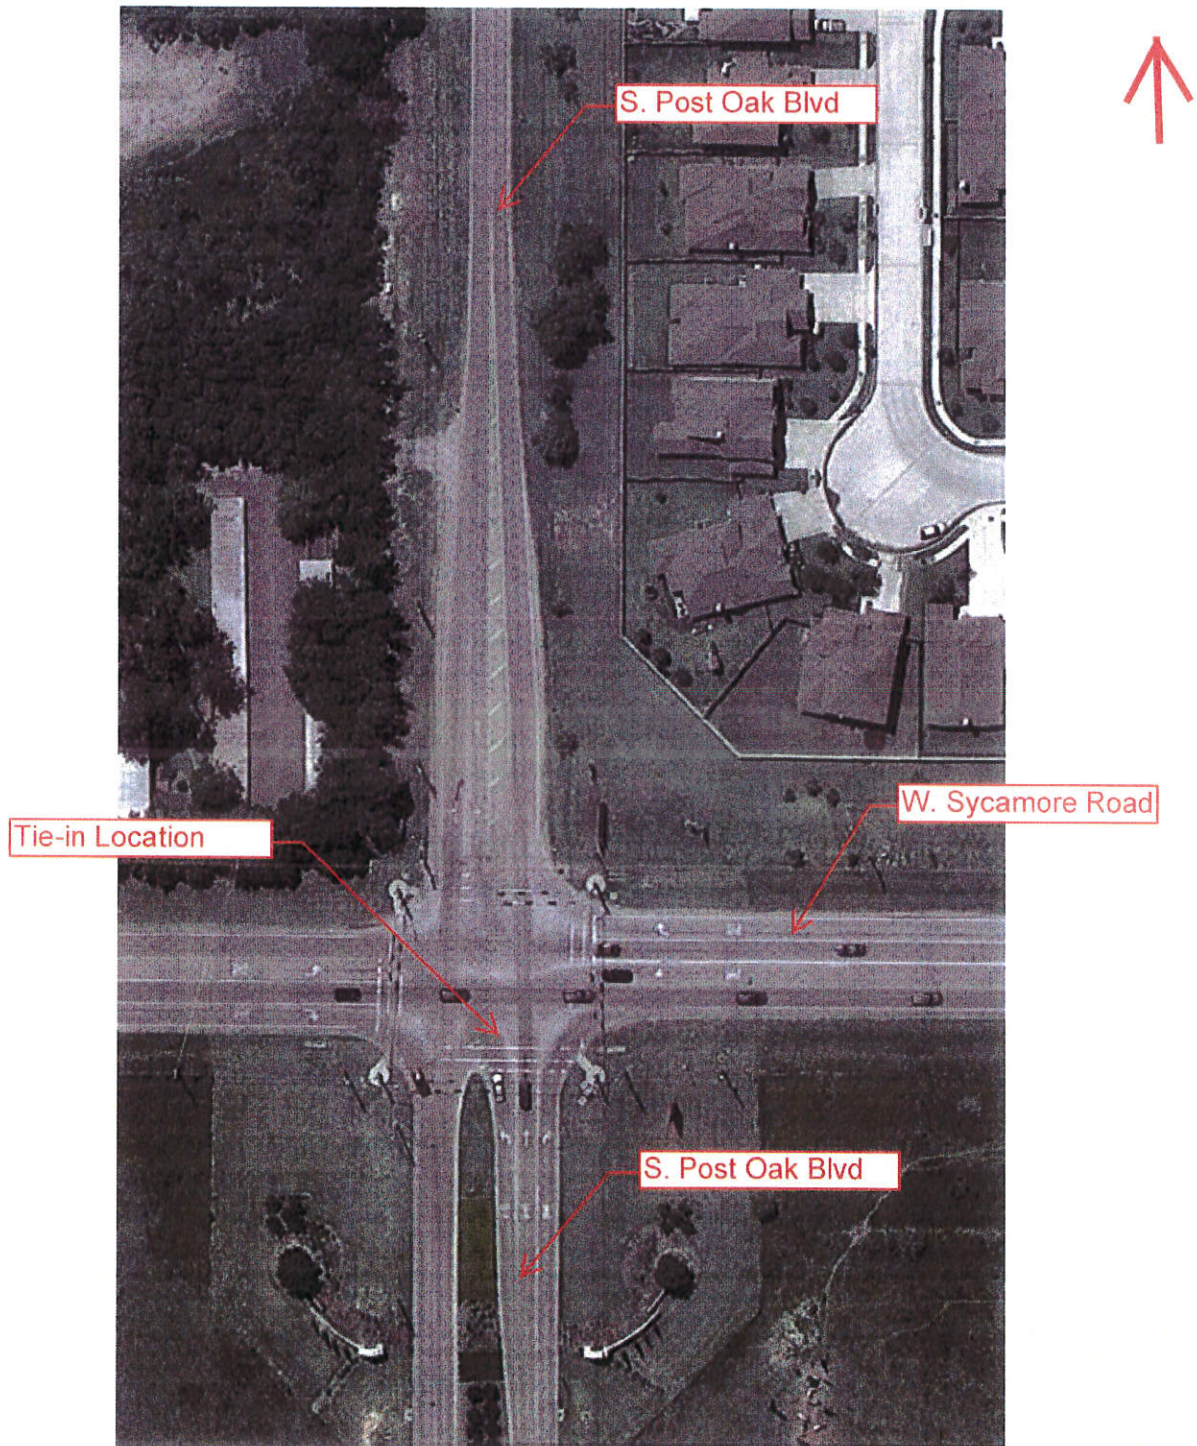 S. Post Oak Blvd
W. Sycamore Road
Tie-in Location
S. Post Oak Blvd